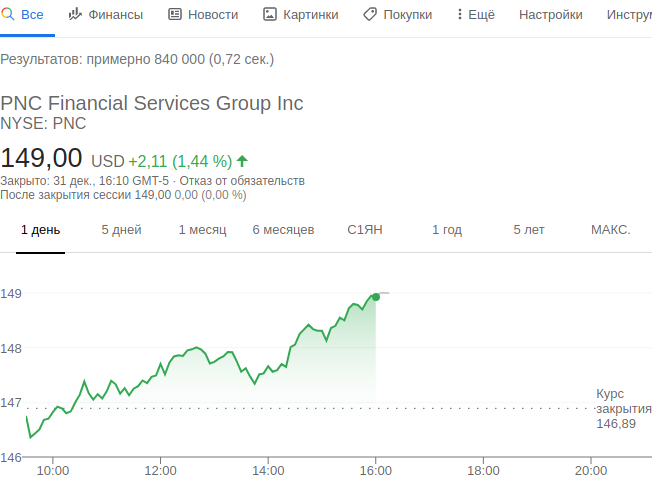 Все Финансы Новости Картинки Покупки Ещё Настройки Инстру
Результатов: примерно 840 000 (0,72 сек.)
PNC Financial Services Group Inc
NYSE: PNC
149,00 USD +2,11 (1,44 %)
Закрыто: 31 дек., 16:10 GMT-5 · Отказ от обязательств
После закрытия сессии 149,00 0,00 (0,00 %)
1 день 5 дней 1 месяц 6 месяцев С1ЯН 1 год 5 лет МАКС.
149
148
147
Курс
закрытия
146,89
146
10:00 12:00 14:00 16:00 18:00 20:00